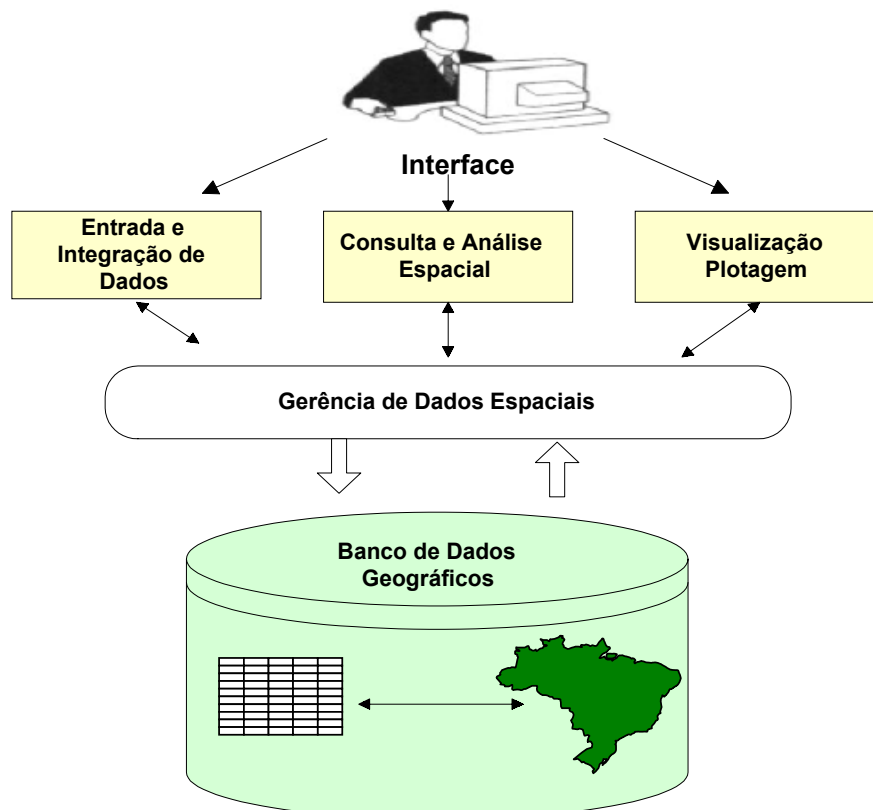 Interface
Entrada e
Integração de
Dados
Consulta e Análise
Espacial
Visualização
Plotagem
Gerência de Dados Espaciais
Banco de Dados
Geográficos